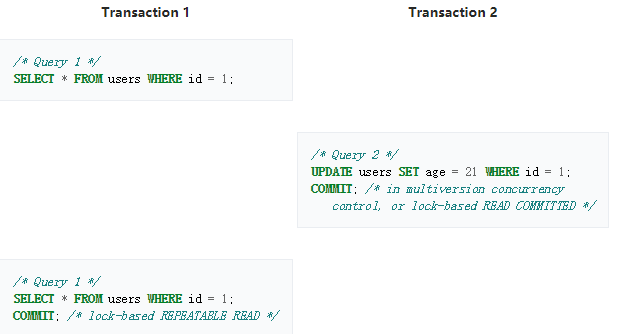 Transaction 1
Transaction 2
/* Query 1 */
SELECT * FROM users WHERE id = 1;
/* Query 2 */
UPDATE users SET age = 21 WHERE id = 1;
COMMIT; /* in multiversion concurrency
control, or lock-based READ COMMITTED */
/* Query 1 */
SELECT * FROM users WHERE id = 1;
COMMIT; /* lock-based REPEATABLE READ */